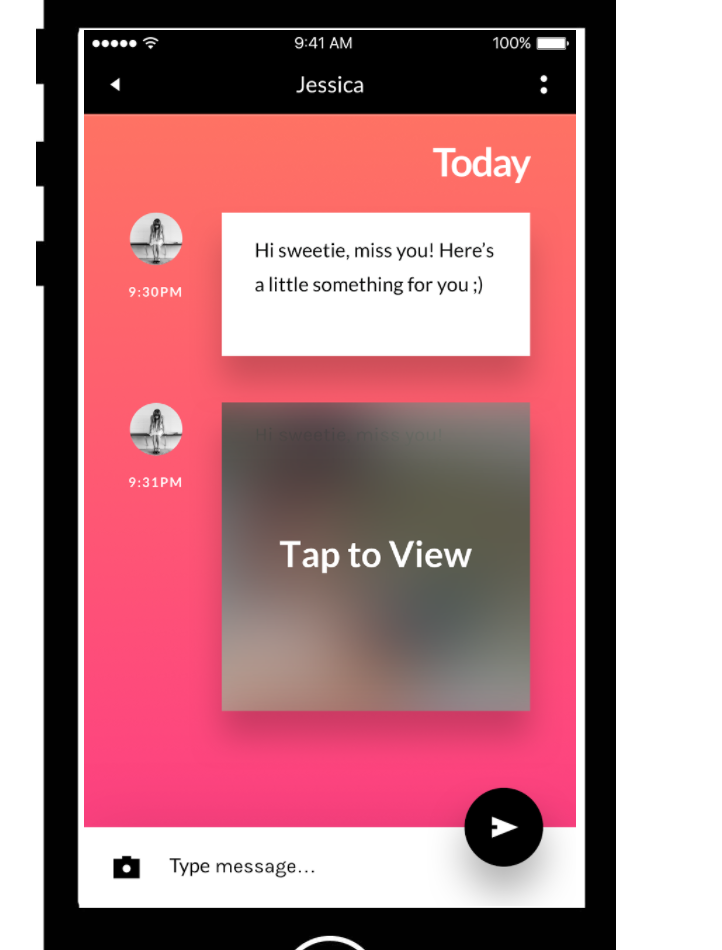 9:41 AM
100%
Jessica
Today
Hi sweetie, miss you! Here's
a little something for you ;)
9:30PM
Hi sweetie, miss you!
9:31PM
Tap to View
Type message...